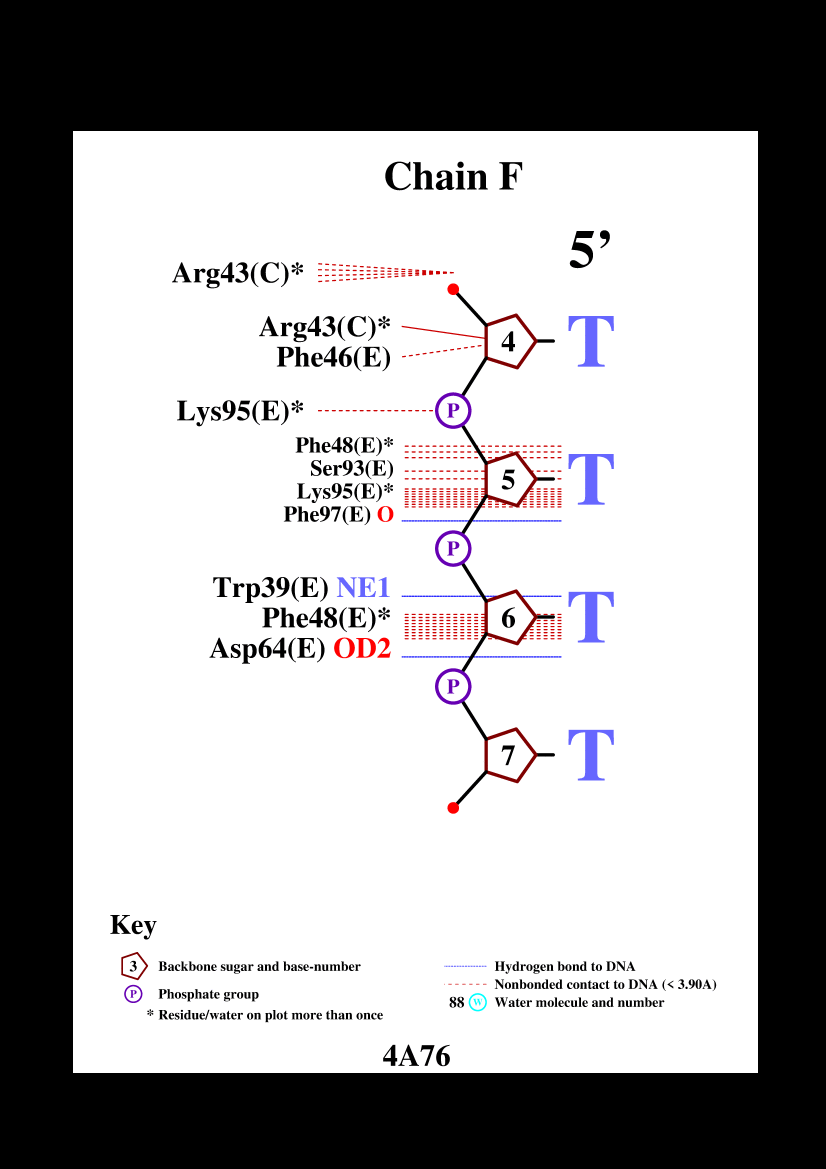 Chain F
5’
Arg43(C)*
Arg43(C)*
4
T
Phe46(E)
Lys95(E)*
P
Phe48(E)*
Ser93(E)
5
T
Lys95(E)*
Phe97(E) O
P
Trp39(E) NE1
Phe48(E)*
6
T
Asp64(E) OD2
P
7
T
Key
3 Backbone sugar and base-number
P Phosphate group
* Residue/water on plot more than once
Hydrogen bond to DNA
Nonbonded contact to DNA (< 3.90A)
88 W Water molecule and number
4A76